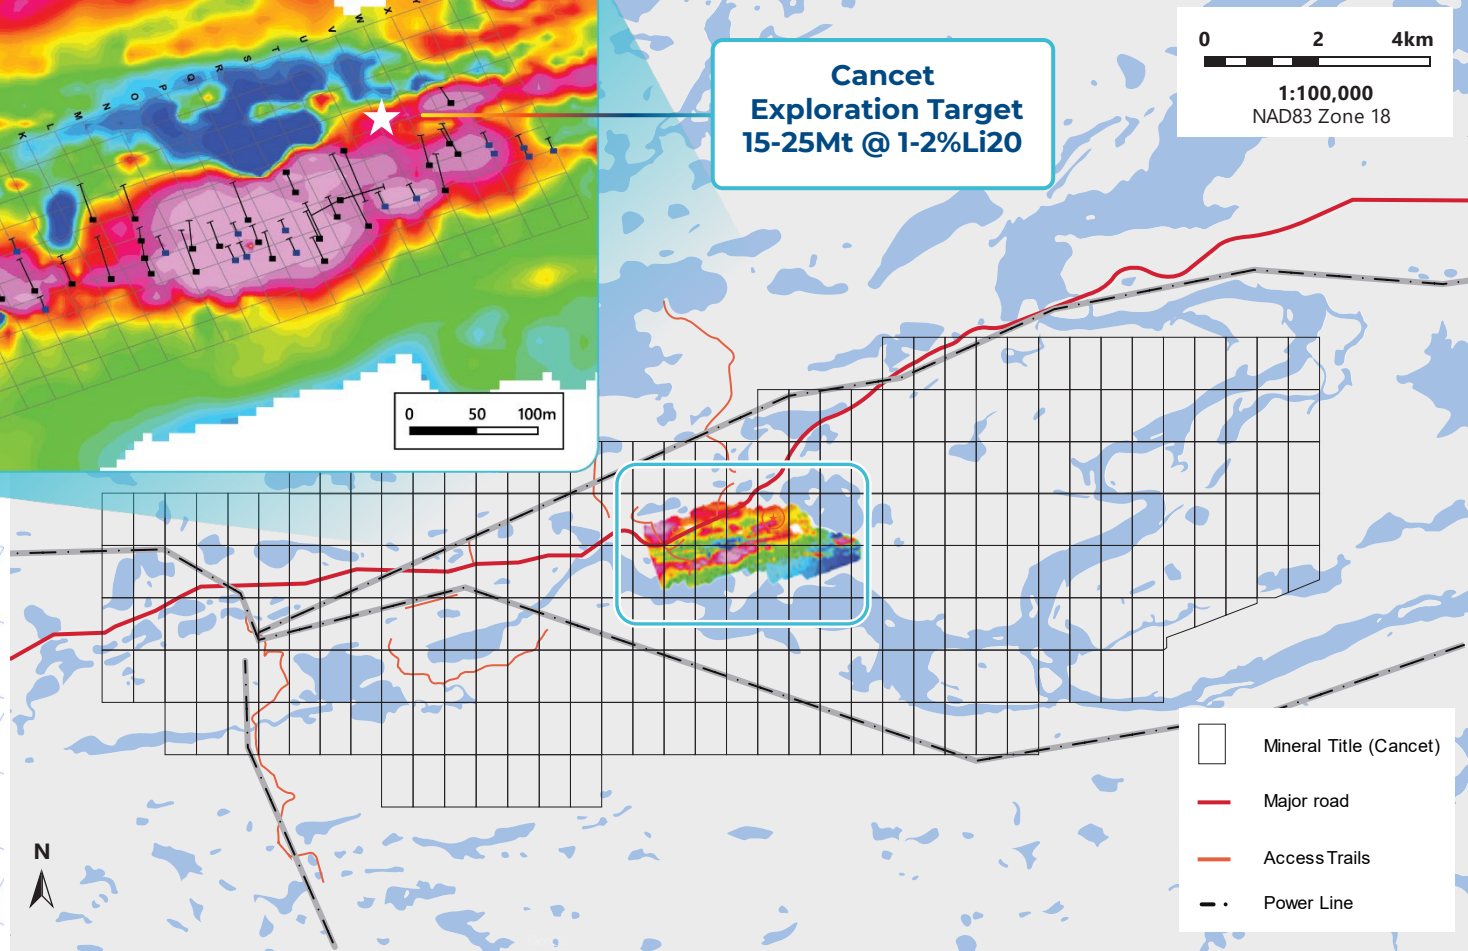 K L M N O P Q R S T U V W X Y
Cancet
Exploration Target
15-25Mt @ 1-2%Li20
0 2 4km
1:100,000
NAD83 Zone 18
0 50 100m
Mineral Title (Cancet)
Major road
Access Trails
Power Line
N